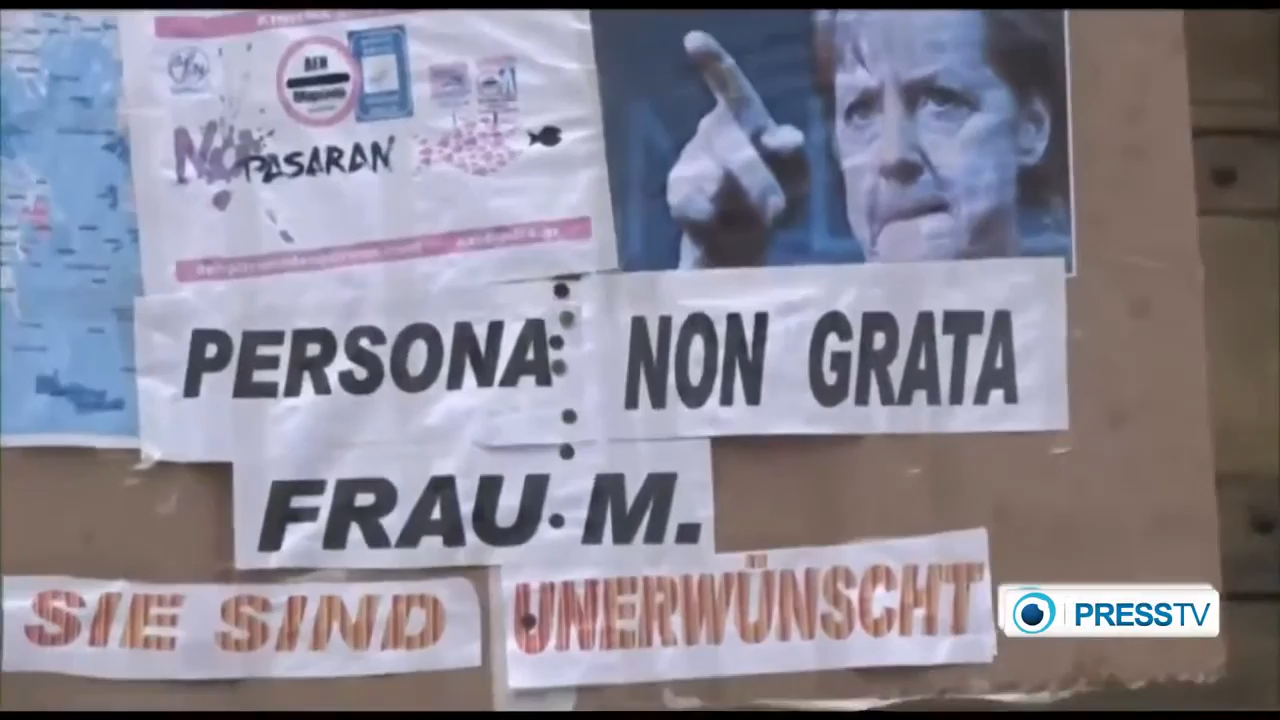 NO PASARAN
PERSONA NON GRATA
FRAU M.
SIE SIND UNERWÜNSCHT
PRESSTV